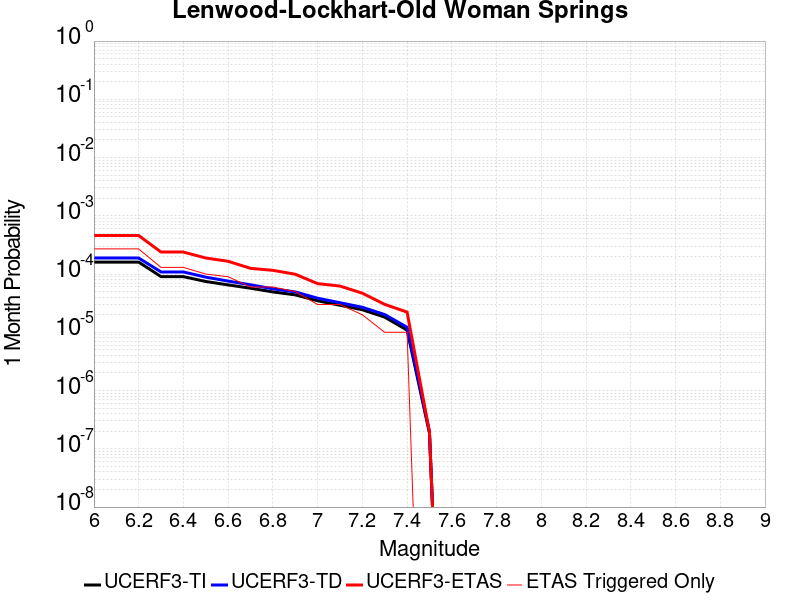 Lenwood-Lockhart-Old Woman Springs
10^0
10^-1
10^-2
10^-3
10^-4
10^-5
10^-6
10^-7
10^-8
1 Month Probability
6 6.2 6.4 6.6 6.8 7 7.2 7.4 7.6 7.8 8 8.2 8.4 8.6 8.8 9
Magnitude
UCERF3-TI UCERF3-TD UCERF3-ETAS ETAS Triggered Only